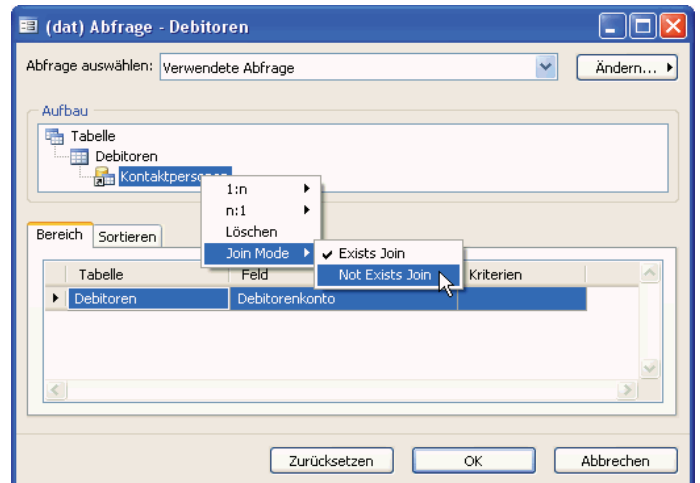 (dat) Abfrage - Debitoren
Abfrage auswählen: Verwendete Abfrage Ändern...
Aufbau
Tabelle
Debitoren
Kontaktpersonen
1:n
n:1
Löschen
Join Mode
Exists Join
Not Exists Join
Bereich Sortieren
Tabelle Feld Kriterien
Debitoren Debitorenkonto
Zurücksetzen OK Abbrechen